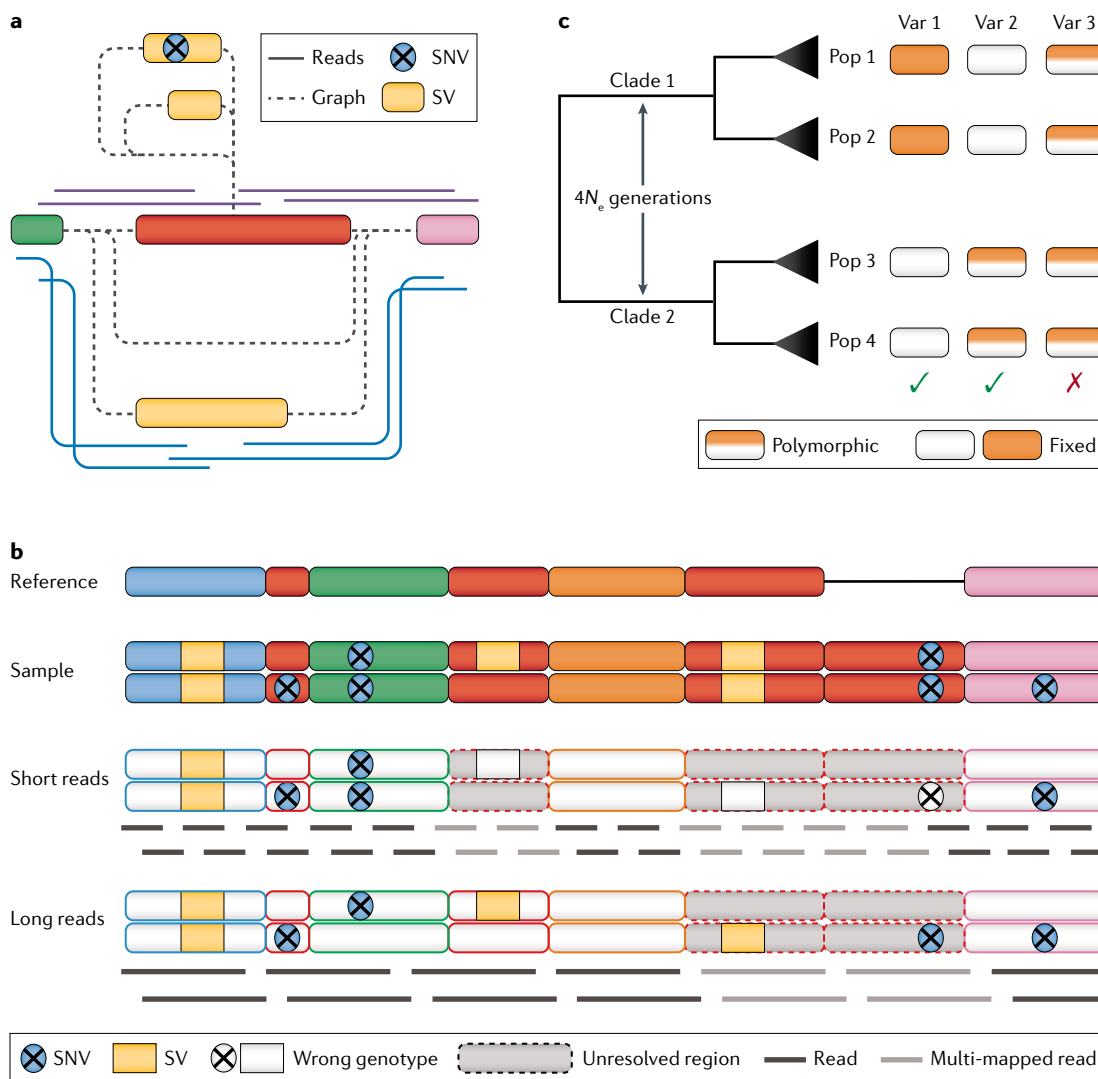 a
Reads SNV
Graph SV
c
Var 1 Var 2 Var 3
Pop 1
Clade 1
Pop 2
4Ne generations
Pop 3
Clade 2
Pop 4
✓ ✓ ✗
Polymorphic Fixed
b
Reference
Sample
Short reads
Long reads
SNV SV Wrong genotype Unresolved region Read Multi-mapped read